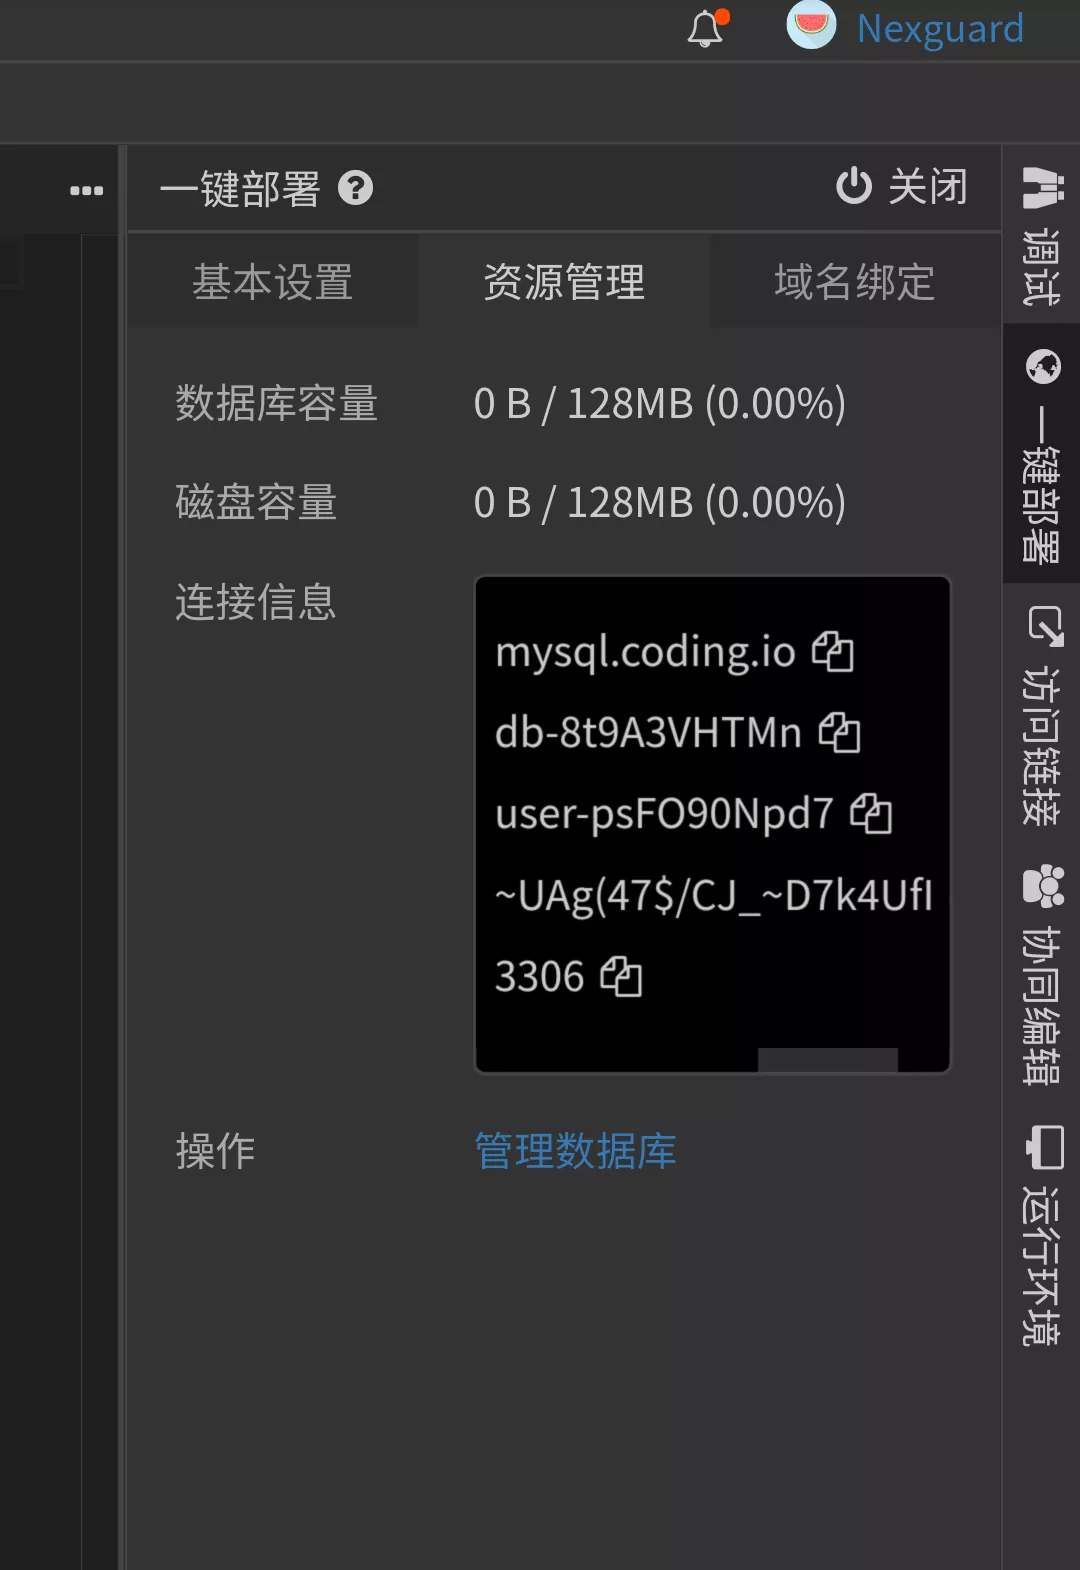 Nexguard
一键部署
关闭
基本设置 资源管理 域名绑定
数据库容量 0 B / 128MB (0.00%)
磁盘容量 0 B / 128MB (0.00%)
连接信息
mysql.coding.io
db-8t9A3VHTMn
user-psFO90Npd7
~UAg(47$/CJ_~D7k4UfI
3306
操作 管理数据库
调试
一键部署
访问链接
协同编辑
运行环境